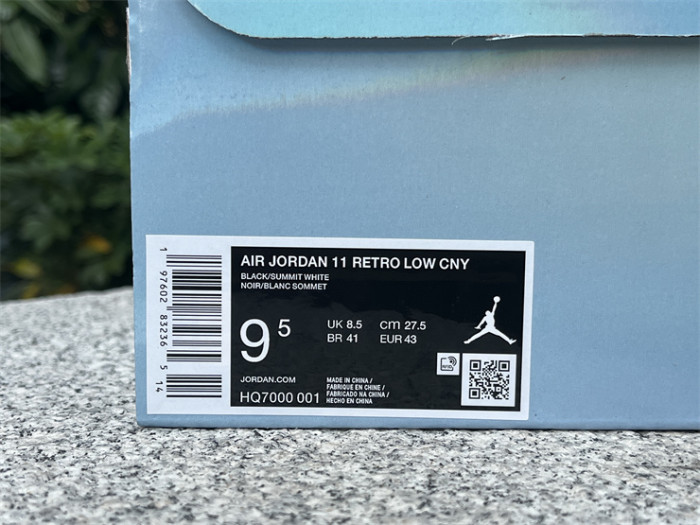 AIR JORDAN 11 RETRO LOW CNY
BLACK/SUMMIT WHITE
NOIR/BLANC SOMMET
9 5
UK 8.5 cm 27.5
BR 41 EUR 43
JORDAN.COM
HQ7000 001
MADE IN CHINA /
FABRIQUÉ EN CHINE /
FABRICADO NA CHINA /
HECHO EN CHINA
RFID
1 97602 83236 5 14